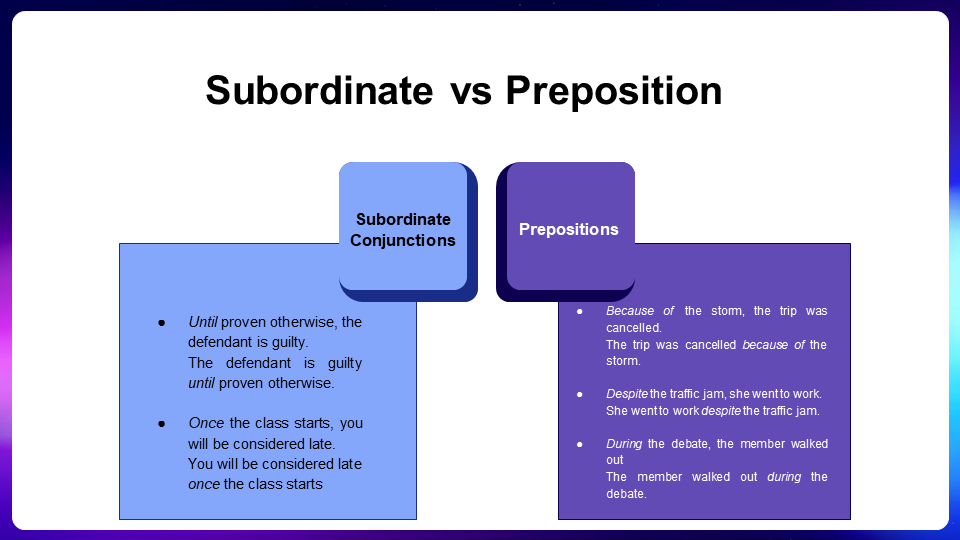 Subordinate vs Preposition
Subordinate
Conjunctions
● Until proven otherwise, the
defendant is guilty.
The defendant is guilty
until proven otherwise.
● Once the class starts, you
will be considered late.
You will be considered late
once the class starts
Prepositions
● Because of the storm, the trip was
cancelled.
The trip was cancelled because of the
storm.
● Despite the traffic jam, she went to work.
She went to work despite the traffic jam.
● During the debate, the member walked
out
The member walked out during the
debate.